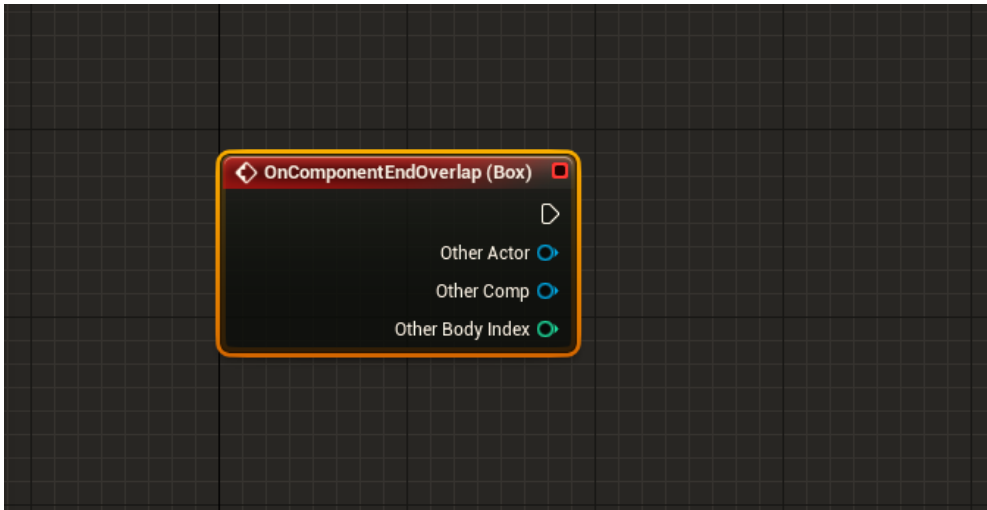 OnComponentEndOverlap (Box)
Other Actor
Other Comp
Other Body Index